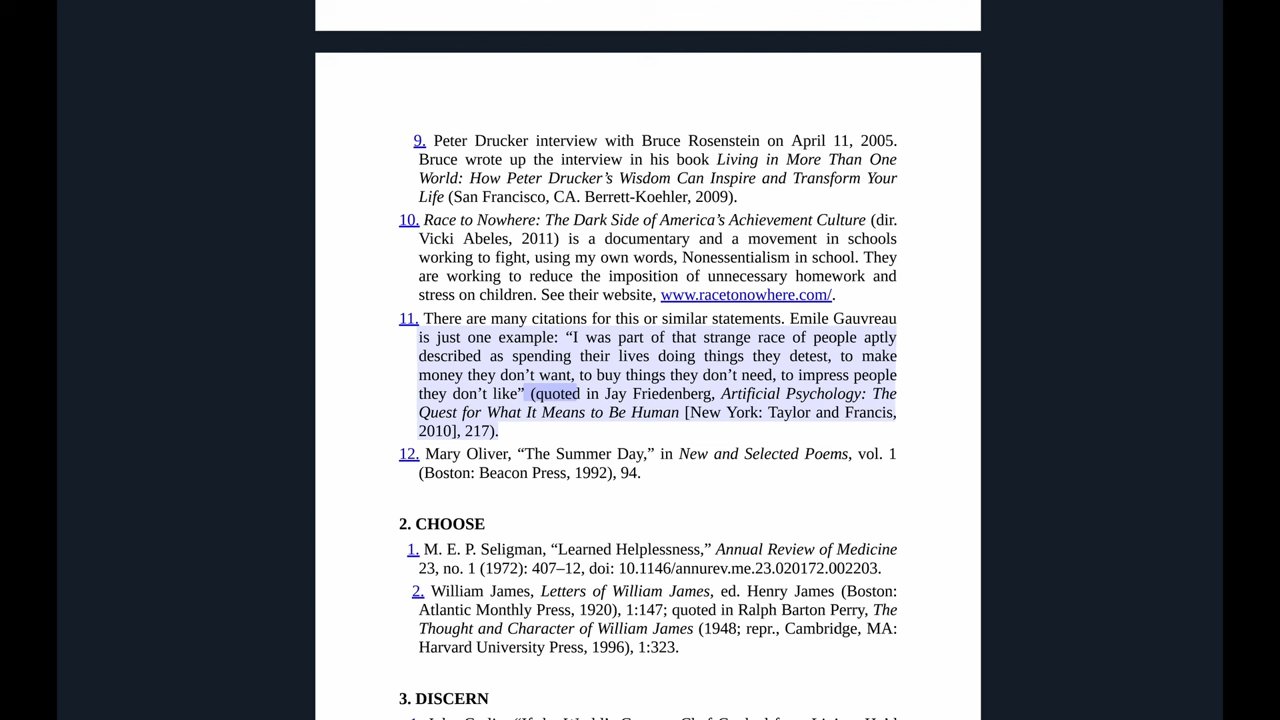 9. Peter Drucker interview with Bruce Rosenstein on April 11, 2005.
Bruce wrote up the interview in his book Living in More Than One
World: How Peter Drucker’s Wisdom Can Inspire and Transform Your
Life (San Francisco, CA. Berrett-Koehler, 2009).
10. Race to Nowhere: The Dark Side of America’s Achievement Culture (dir.
Vicki Abeles, 2011) is a documentary and a movement in schools
working to fight, using my own words, Nonessentialism in school. They
are working to reduce the imposition of unnecessary homework and
stress on children. See their website, www.racetonowhere.com/.
11. There are many citations for this or similar statements. Emile Gauvreau
is just one example: “I was part of that strange race of people aptly
described as spending their lives doing things they detest, to make
money they don’t want, to buy things they don’t need, to impress people
they don’t like” (quoted in Jay Friedenberg, Artificial Psychology: The
Quest for What It Means to Be Human [New York: Taylor and Francis,
2010], 217).
12. Mary Oliver, “The Summer Day,” in New and Selected Poems, vol. 1
(Boston: Beacon Press, 1992), 94.
2. CHOOSE
1. M. E. P. Seligman, “Learned Helplessness,” Annual Review of Medicine
23, no. 1 (1972): 407–12, doi: 10.1146/annurev.me.23.020172.002203.
2. William James, Letters of William James, ed. Henry James (Boston:
Atlantic Monthly Press, 1920), 1:147; quoted in Ralph Barton Perry, The
Thought and Character of William James (1948; repr., Cambridge, MA:
Harvard University Press, 1996), 1:323.
3. DISCERN